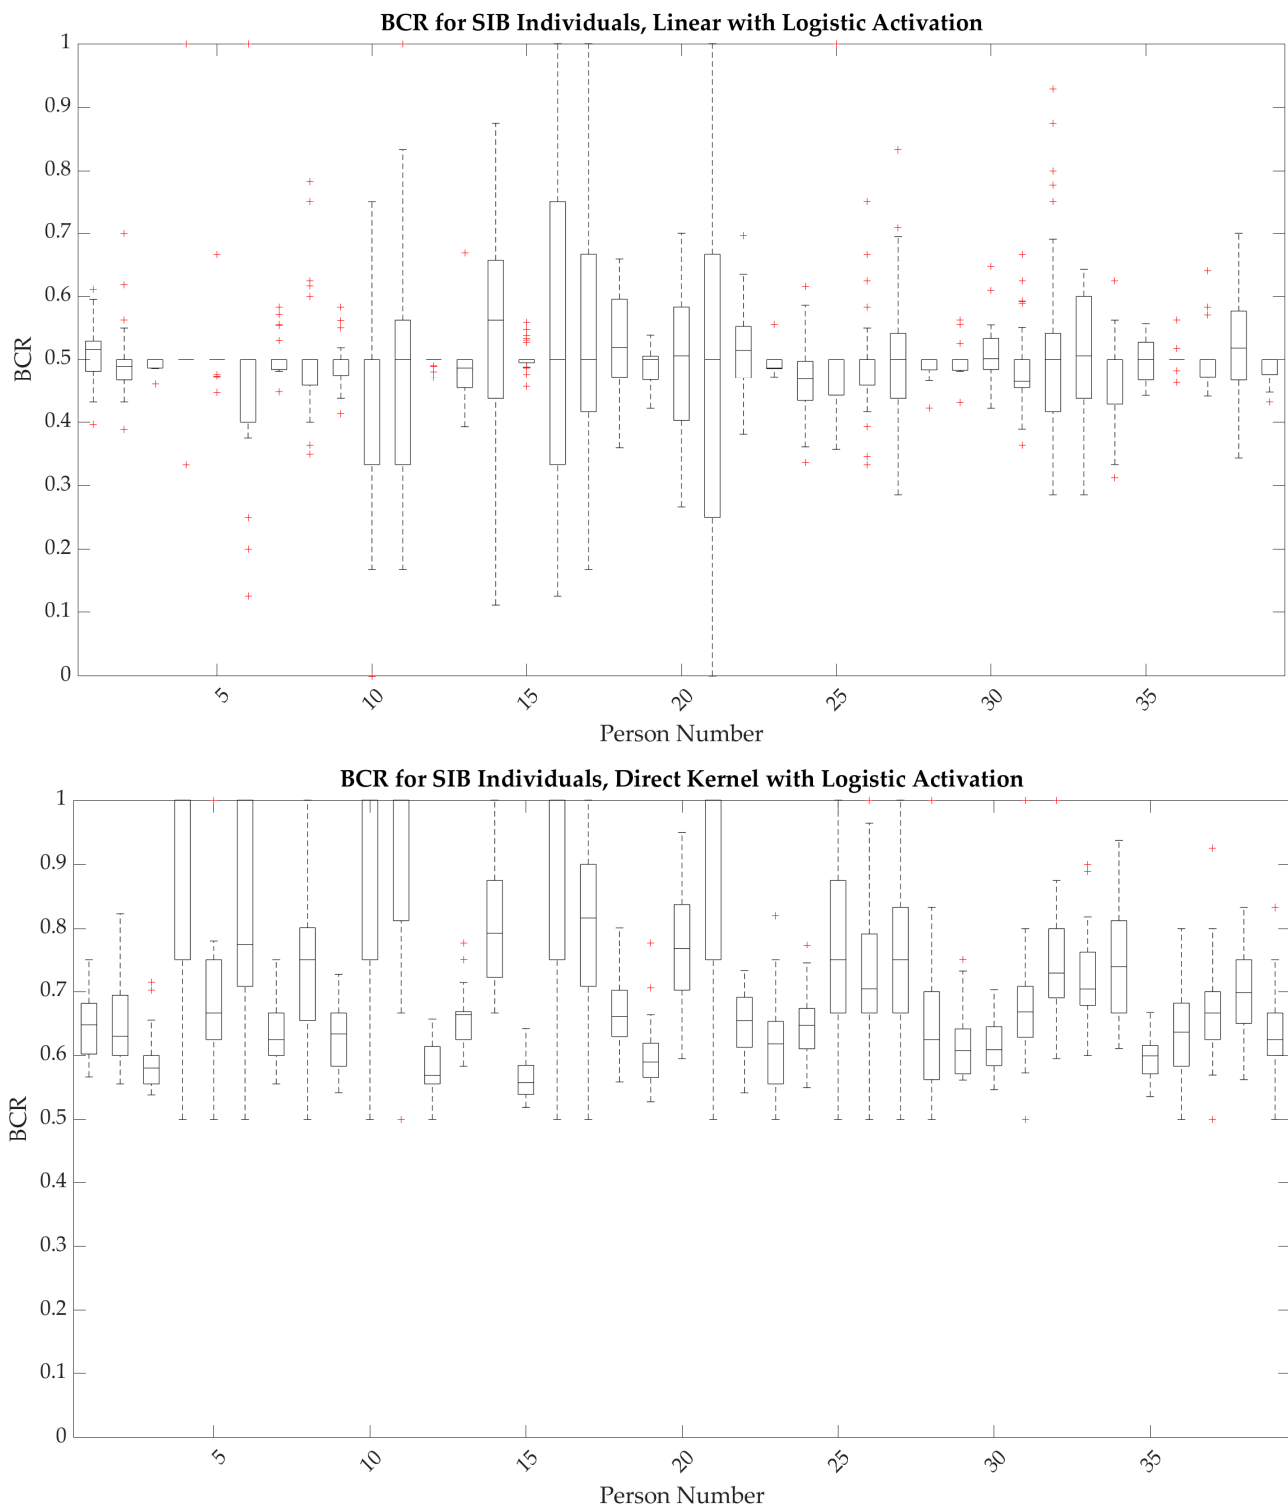 BCR for SIB Individuals, Linear with Logistic Activation
1
0.9
0.8
0.7
0.6
0.5
0.4
0.3
0.2
0.1
0
BCR
5 10 15 20 25 30 35
Person Number
BCR for SIB Individuals, Direct Kernel with Logistic Activation
1
0.9
0.8
0.7
0.6
0.5
0.4
0.3
0.2
0.1
0
BCR
5 10 15 20 25 30 35
Person Number